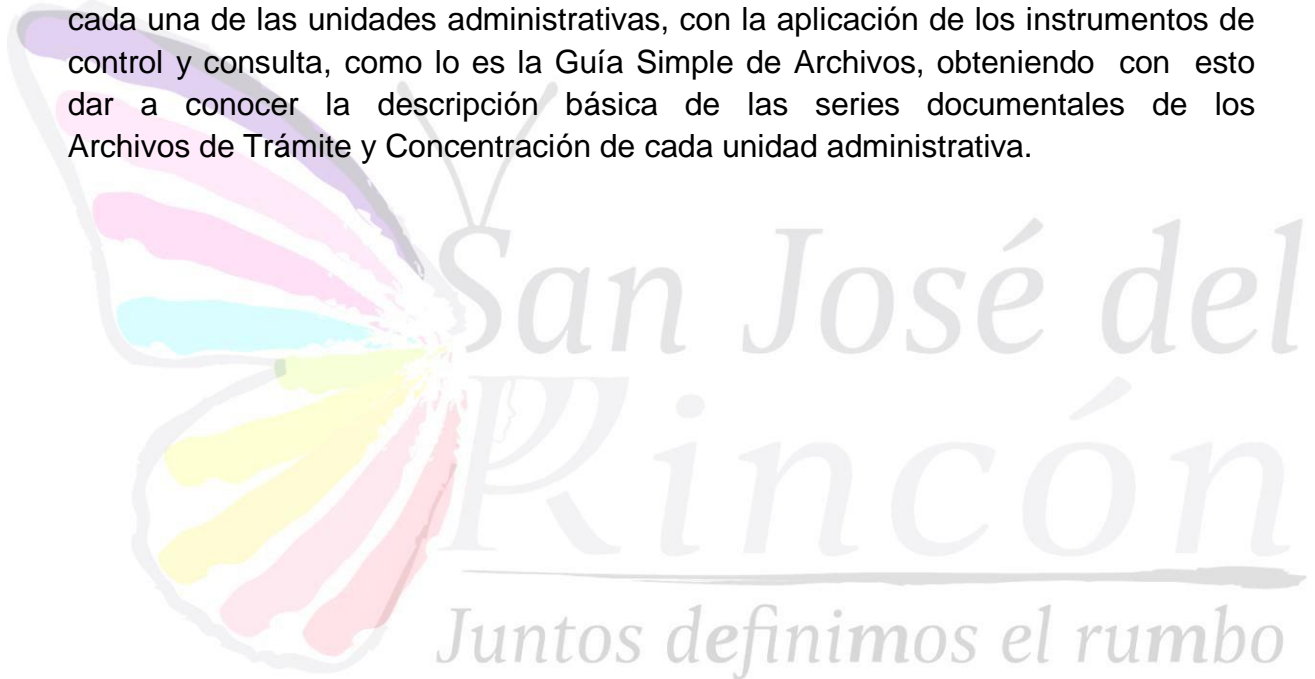 cada una de las unidades administrativas, con la aplicación de los instrumentos de
control y consulta, como lo es la Guía Simple de Archivos, obteniendo con esto
dar a conocer la descripción básica de las series documentales de los
Archivos de Trámite y Concentración de cada unidad administrativa.
San José del
Rincón
Juntos definimos el rumbo